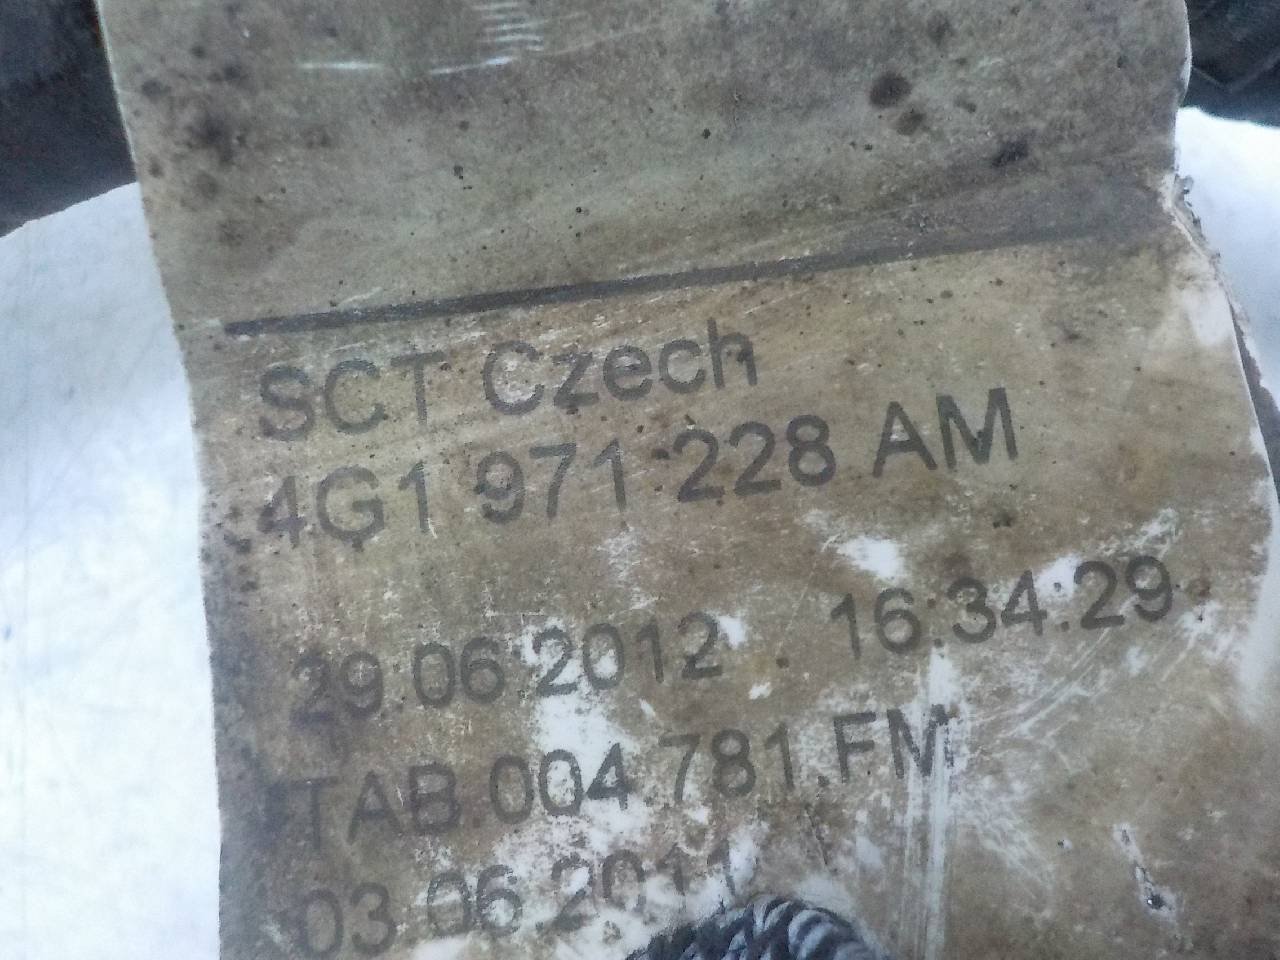 SCT Czech
4G1 971 228 AM
29.06.2012 . 16:34:29
TAB.004.781.FM
03.06.2011